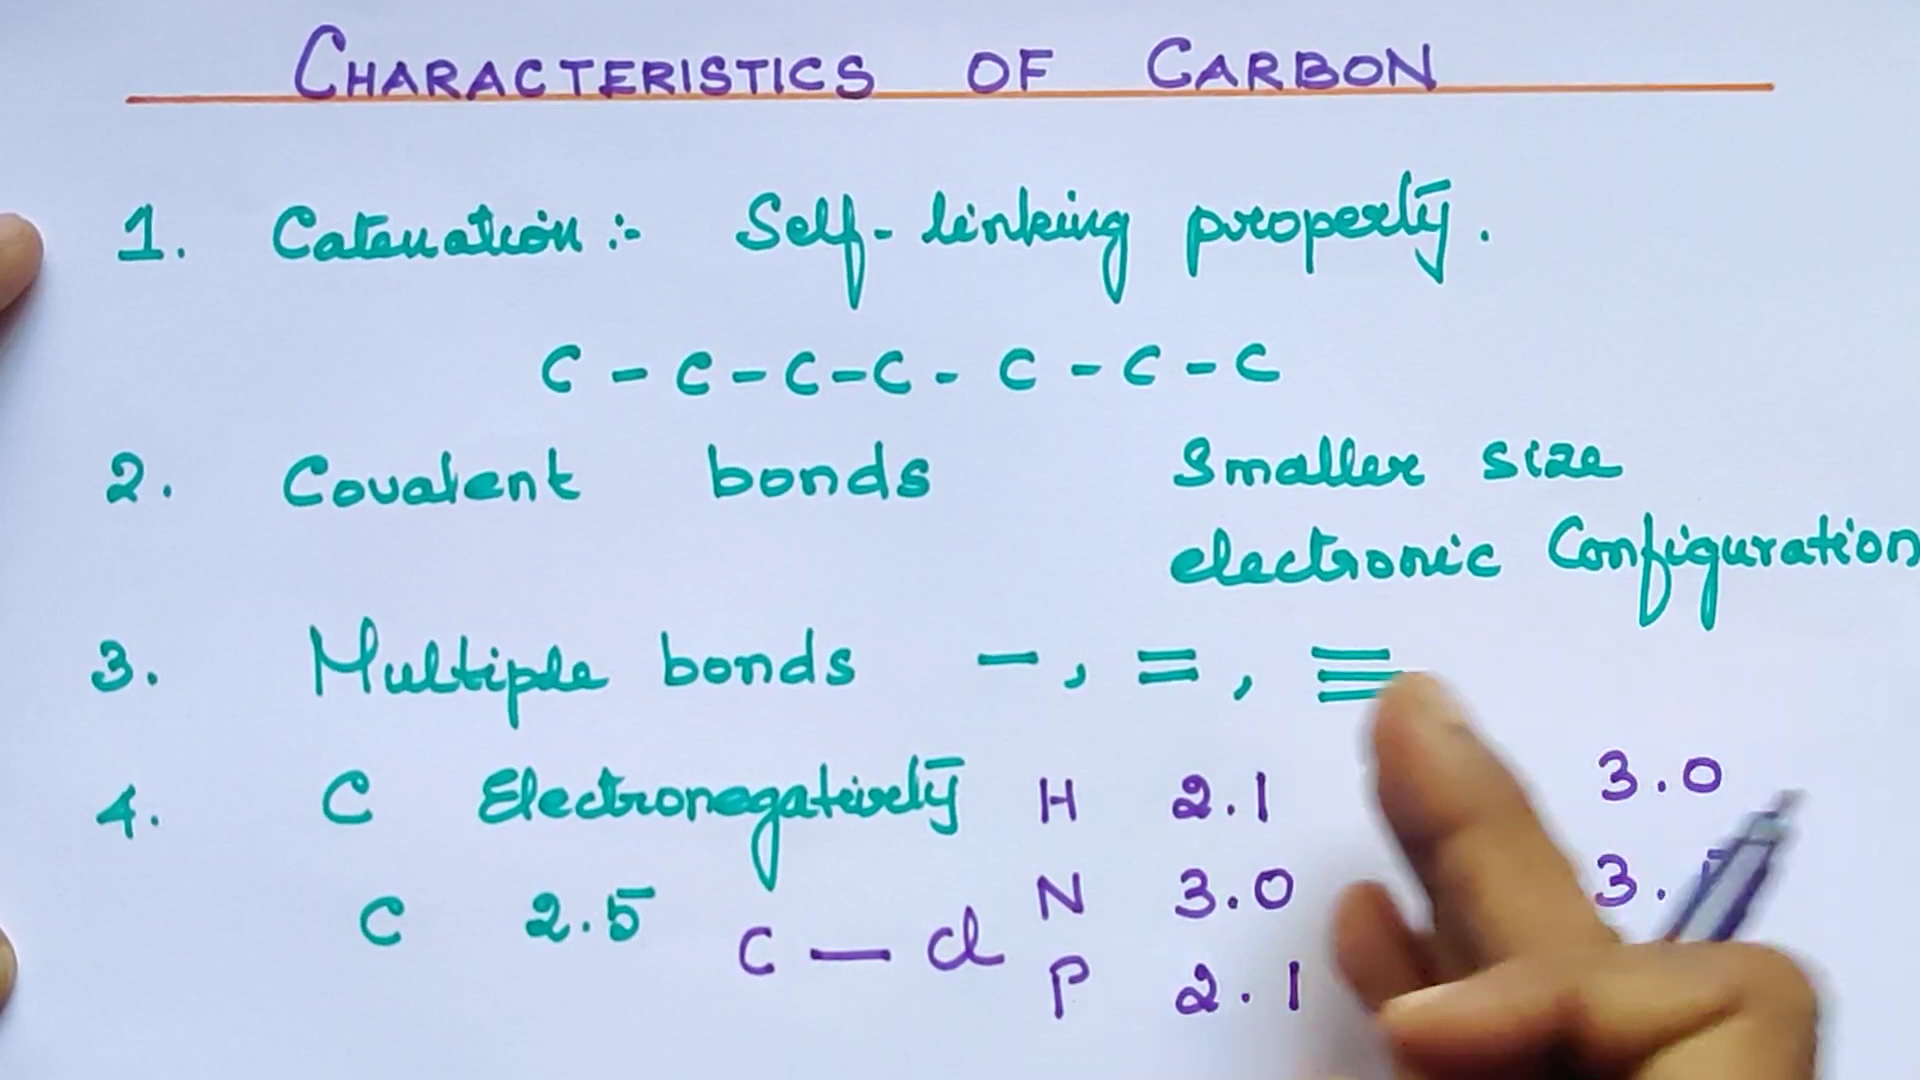 CHARACTERISTICS OF CARBON
1. Catenation :- Self-linking property.
C - C - C - C - C - C - C
2. Covalent bonds Smaller size
electronic Configuration
3. Multiple bonds - , = , ≡
4. C Electronegativity H 2.1 3.0
C 2.5 N 3.0 3.
C — Cl P 2.1